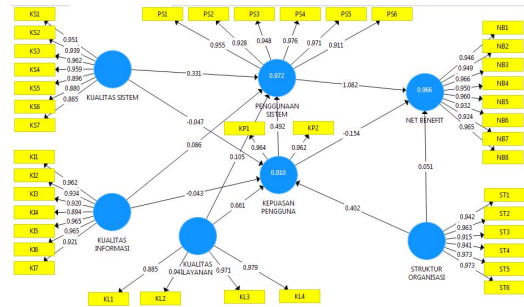 KS1
KS2
KS3
KS4
KS5
KS6
KS7
0.951
0.939
0.962
0.959
0.896
0.880
0.885
KUALITAS SISTEM
PS1
PS2
PS3
PS4
PS5
PS6
0.955
0.928
0.948
0.976
0.971
0.911
0.972
PENGGUNAAN
SISTEM
NB1
NB2
NB3
NB4
NB5
NB6
NB7
NB8
0.946
0.949
0.966
0.950
0.960
0.932
0.924
0.965
0.966
NET BENEFIT
0.331
1.082
-0.047
0.086
0.105
0.492
-0.154
0.051
-0.043
0.661
0.402
KP1
KP2
0.964
0.962
0.910
KEPUASAN
PENGGUNA
KI1
KI2
KI3
KI4
KI5
KI6
KI7
0.962
0.934
0.920
0.894
0.965
0.965
0.921
KUALITAS
INFORMASI
KUALITAS
LAYANAN
0.885
0.941
0.971
0.979
KL1
KL2
KL3
KL4
STRUKTUR
ORGANISASI
0.942
0.963
0.915
0.941
0.973
0.973
ST1
ST2
ST3
ST4
ST5
ST6